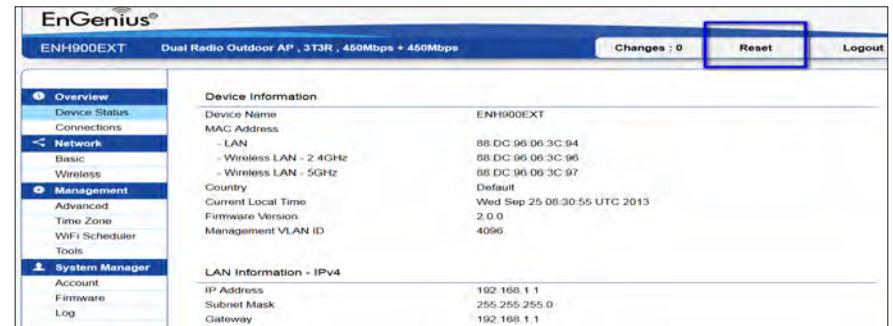 EnGenius®
ENH900EXT Dual Radio Outdoor AP , 3T3R , 450Mbps + 450Mbps Changes : 0 Reset Logout
Overview
Device Status
Connections
Network
Basic
Wireless
Management
Advanced
Time Zone
WiFi Scheduler
Tools
System Manager
Account
Firmware
Log
Device Information
Device Name ENH900EXT
MAC Address
- LAN 88:DC:96:06:3C:94
- Wireless LAN - 2.4GHz 88:DC:96:06:3C:96
- Wireless LAN - 5GHz 88:DC:96:06:3C:97
Country Default
Current Local Time Wed Sep 25 08:30:55 UTC 2013
Firmware Version 2.0.0
Management VLAN ID 4096
LAN Information - IPv4
IP Address 192.168.1.1
Subnet Mask 255.255.255.0
Gateway 192.168.1.1